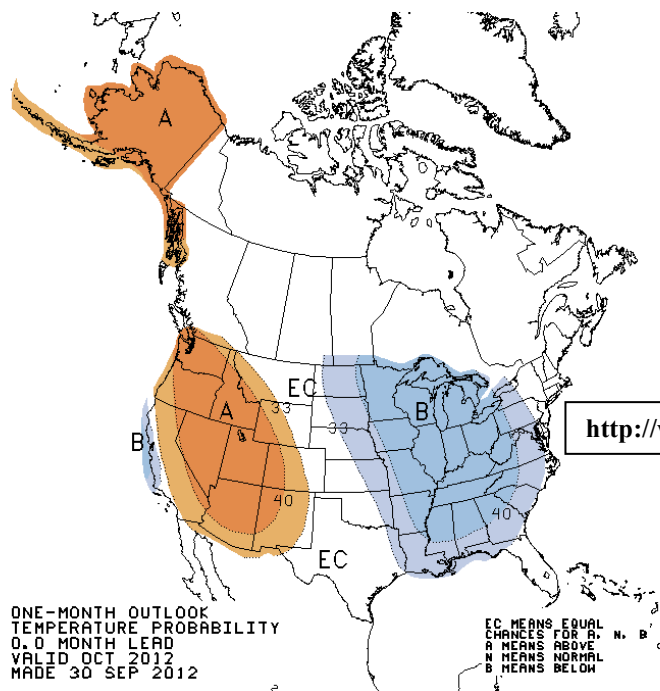 A
EC
33
A
B
33
B
http://w
40
40
EC
ONE-MONTH OUTLOOK
TEMPERATURE PROBABILITY
0.0 MONTH LEAD
VALID OCT 2012
MADE 30 SEP 2012
EC MEANS EQUAL
CHANCES FOR A, N, B
A MEANS ABOVE
N MEANS NORMAL
B MEANS BELOW